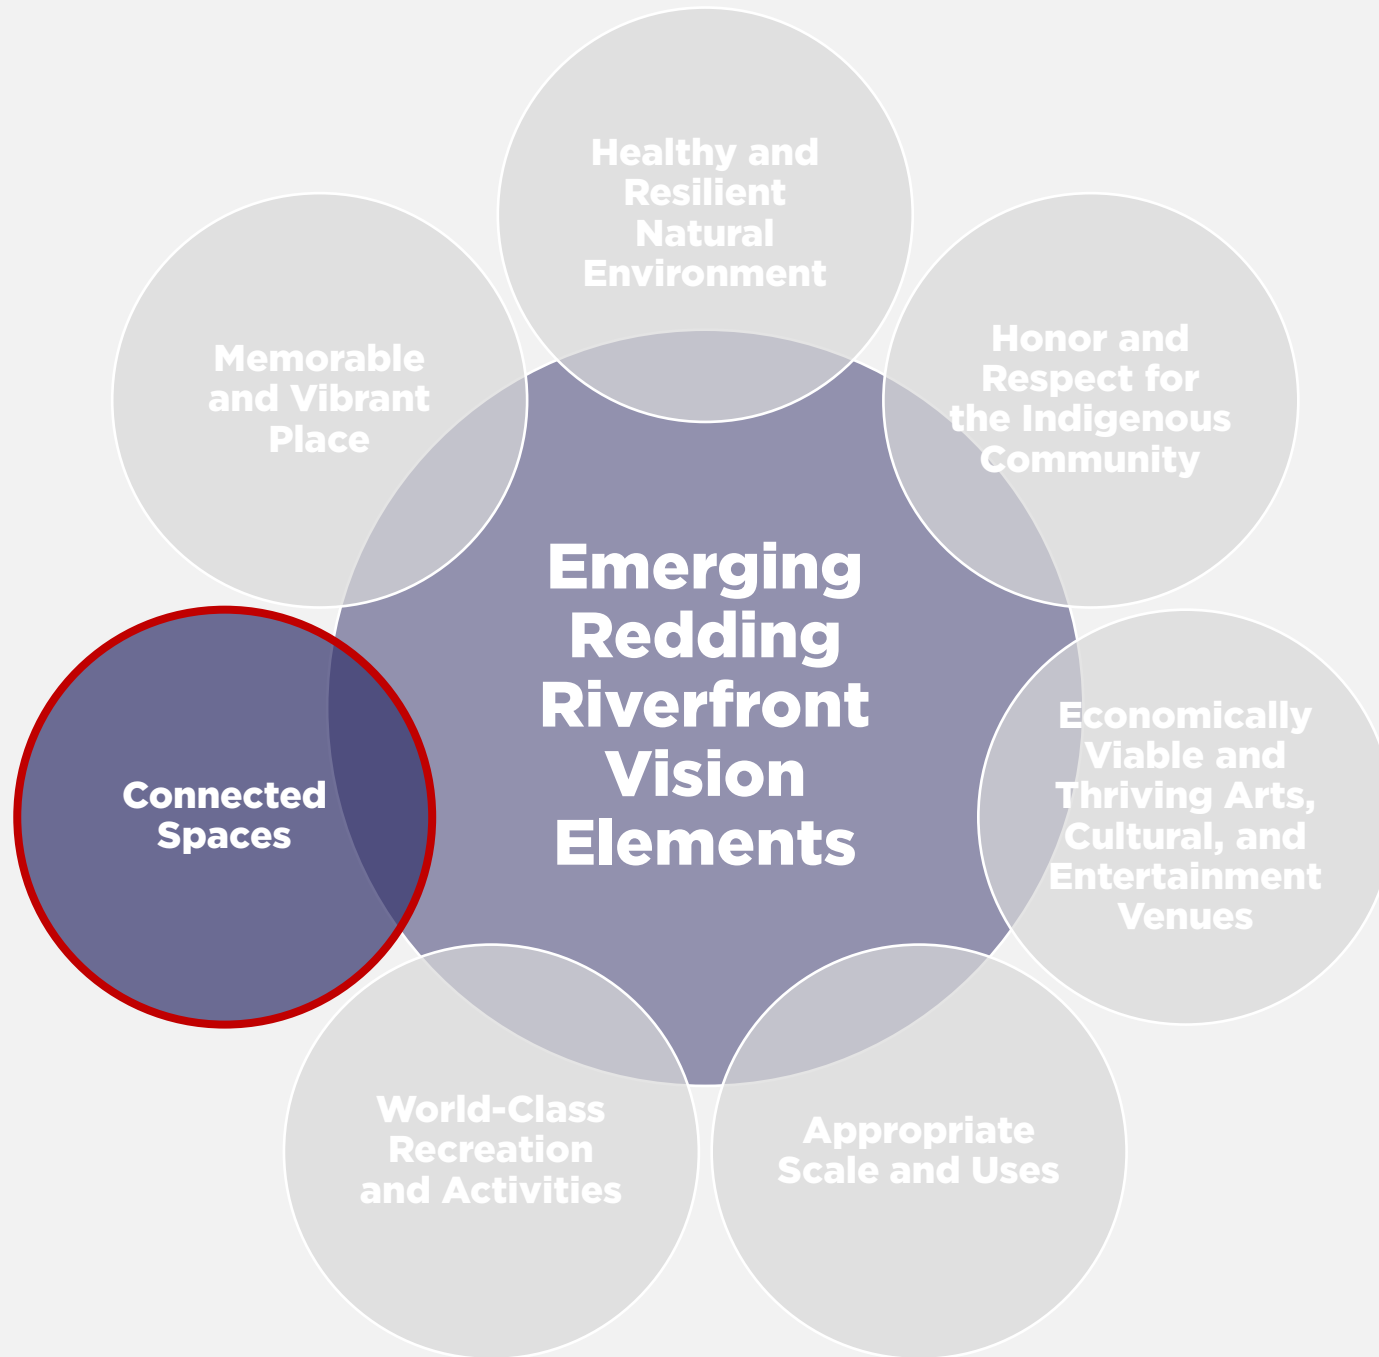 Healthy and
Resilient
Natural
Environment
Honor and
Respect for
the Indigenous
Community
Memorable
and Vibrant
Place
Emerging
Redding
Riverfront
Vision
Elements
Economically
Viable and
Thriving Arts,
Cultural, and
Entertainment
Venues
Connected
Spaces
World-Class
Recreation
and Activities
Appropriate
Scale and Uses